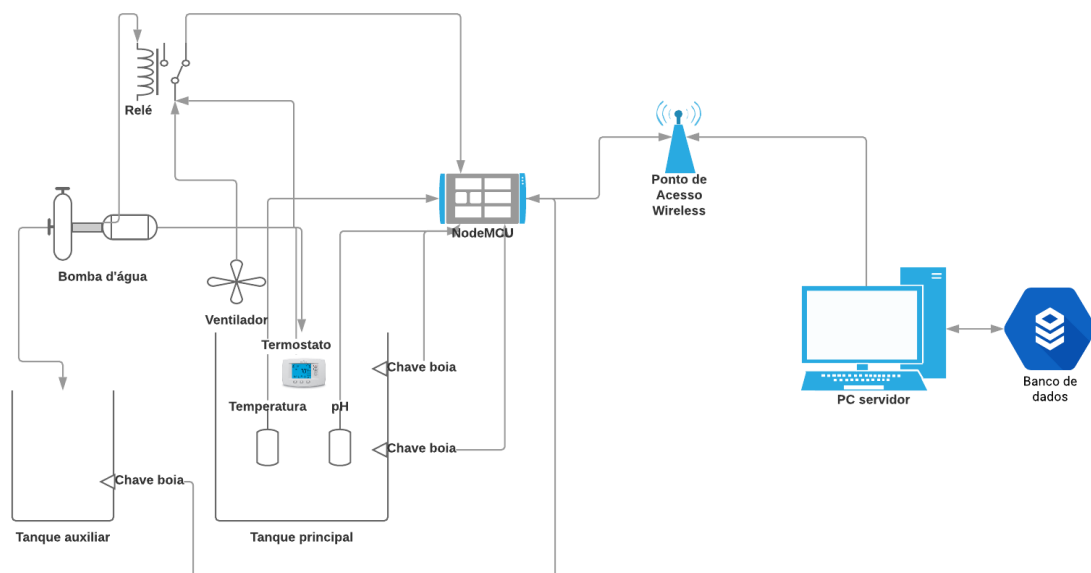 Relé
Ponto de
Acesso
Wireless
NodeMCU
Bomba d'água
Ventilador
Termostato
Chave boia
Temperatura
pH
PC servidor
Banco de
dados
Chave boia
Chave boia
Tanque auxiliar
Tanque principal